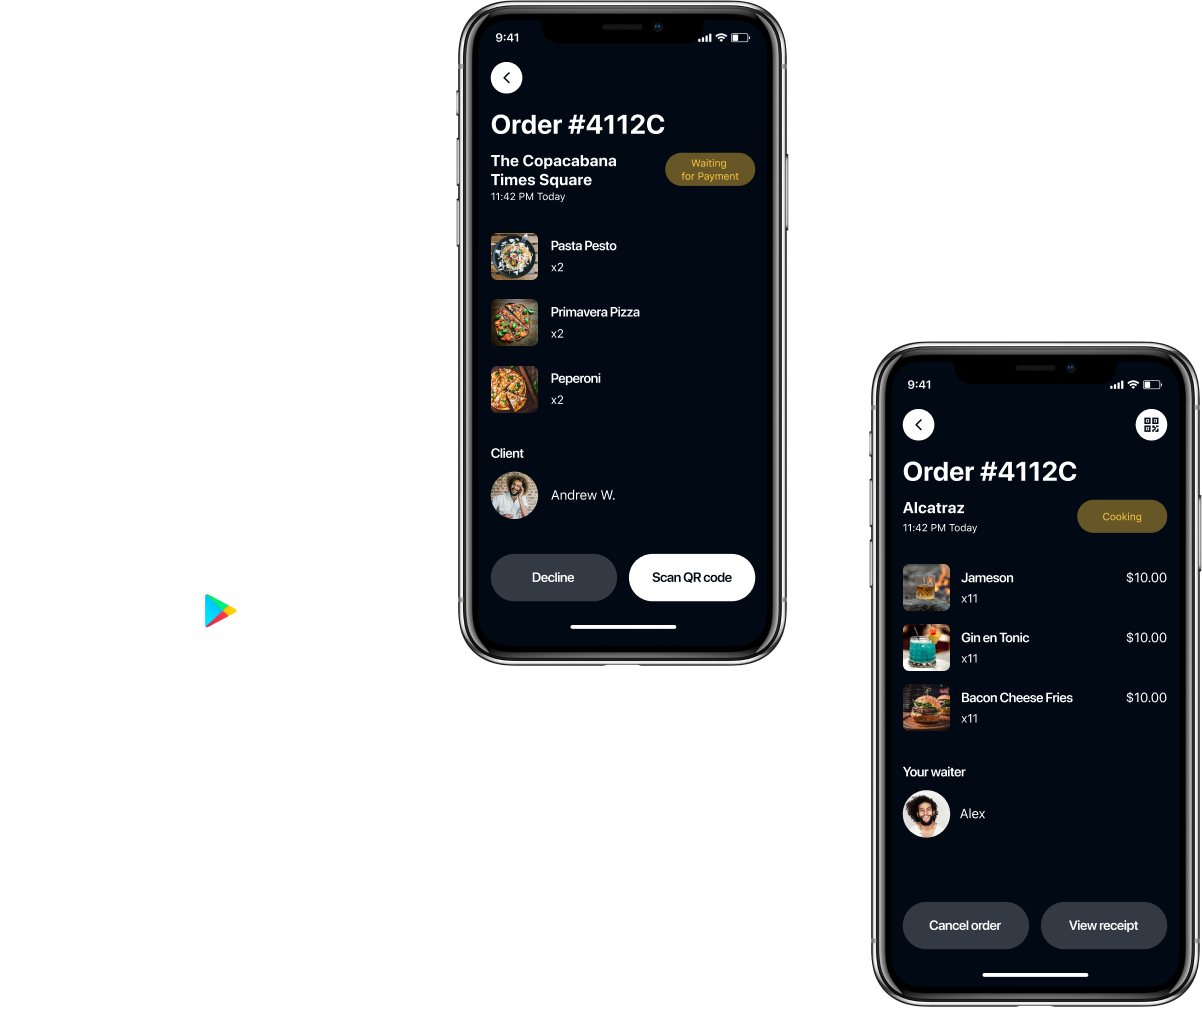 9:41
Order #4112C
The Copacabana
Times Square
11:42 PM Today
Waiting
for Payment
Pasta Pesto
x2
Primavera Pizza
x2
Peperoni
x2
Client
Andrew W.
Decline
Scan QR code
9:41
Order #4112C
Alcatraz
11:42 PM Today
Cooking
Jameson
$10.00
x11
Gin en Tonic
$10.00
x11
Bacon Cheese Fries
$10.00
x11
Your waiter
Alex
Cancel order
View receipt